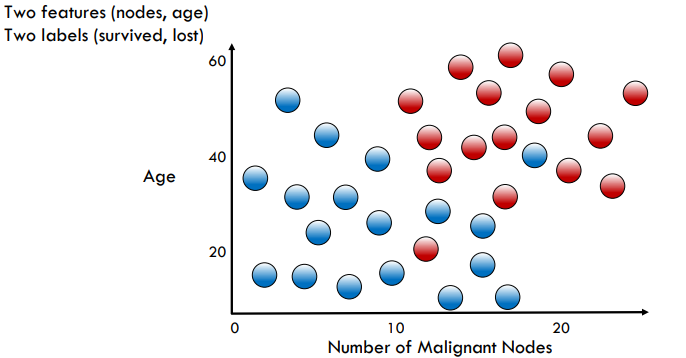 Two features (nodes, age)
Two labels (survived, lost)
60
40
Age
20
0
10
20
Number of Malignant Nodes